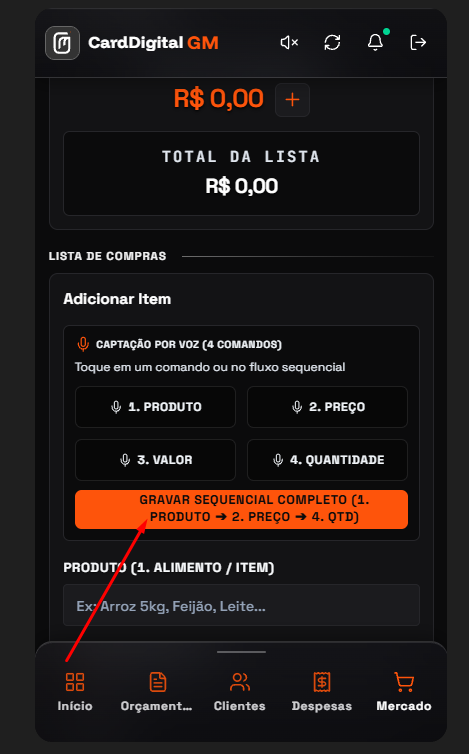 CardDigital GM
R$ 0,00
TOTAL DA LISTA
R$ 0,00
LISTA DE COMPRAS
Adicionar Item
CAPTAÇÃO POR VOZ (4 COMANDOS)
Toque em um comando ou no fluxo sequencial
1. PRODUTO
2. PREÇO
3. VALOR
4. QUANTIDADE
GRAVAR SEQUENCIAL COMPLETO (1.
PRODUTO ➔ 2. PREÇO ➔ 4. QTD)
PRODUTO (1. ALIMENTO / ITEM)
Ex: Arroz 5kg, Feijão, Leite...
Início
Orçament...
Clientes
Despesas
Mercado